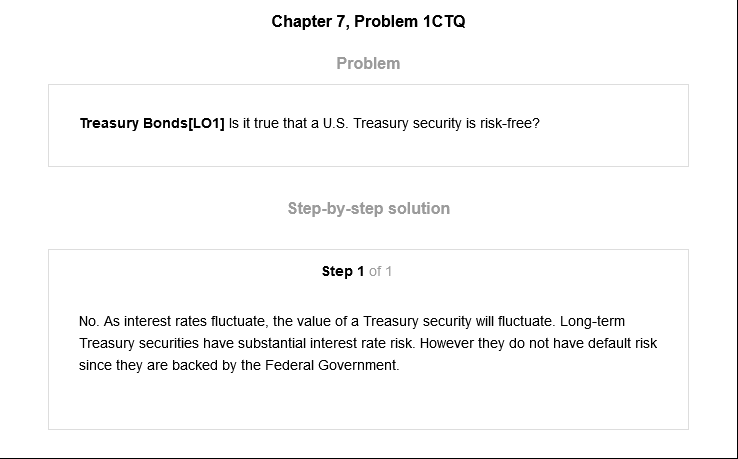 Chapter 7, Problem 1CTQ
Problem
Treasury Bonds[LO1] Is it true that a U.S. Treasury security is risk-free?
Step-by-step solution
Step 1 of 1
No. As interest rates fluctuate, the value of a Treasury security will fluctuate. Long-term
Treasury securities have substantial interest rate risk. However they do not have default risk
since they are backed by the Federal Government.